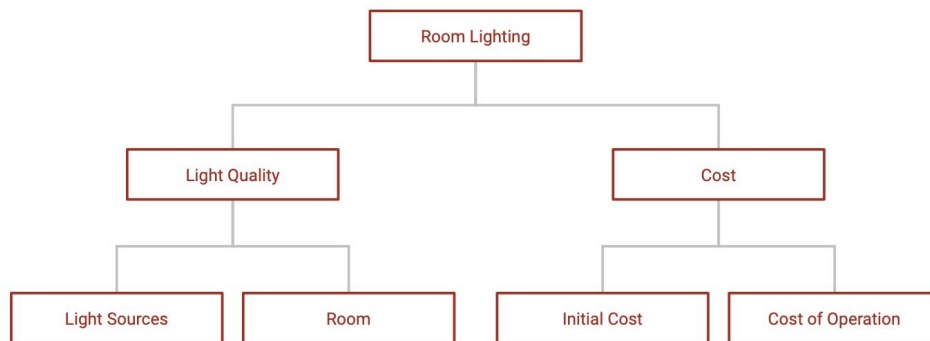 Room Lighting
Light Quality
Cost
Light Sources
Room
Initial Cost
Cost of Operation